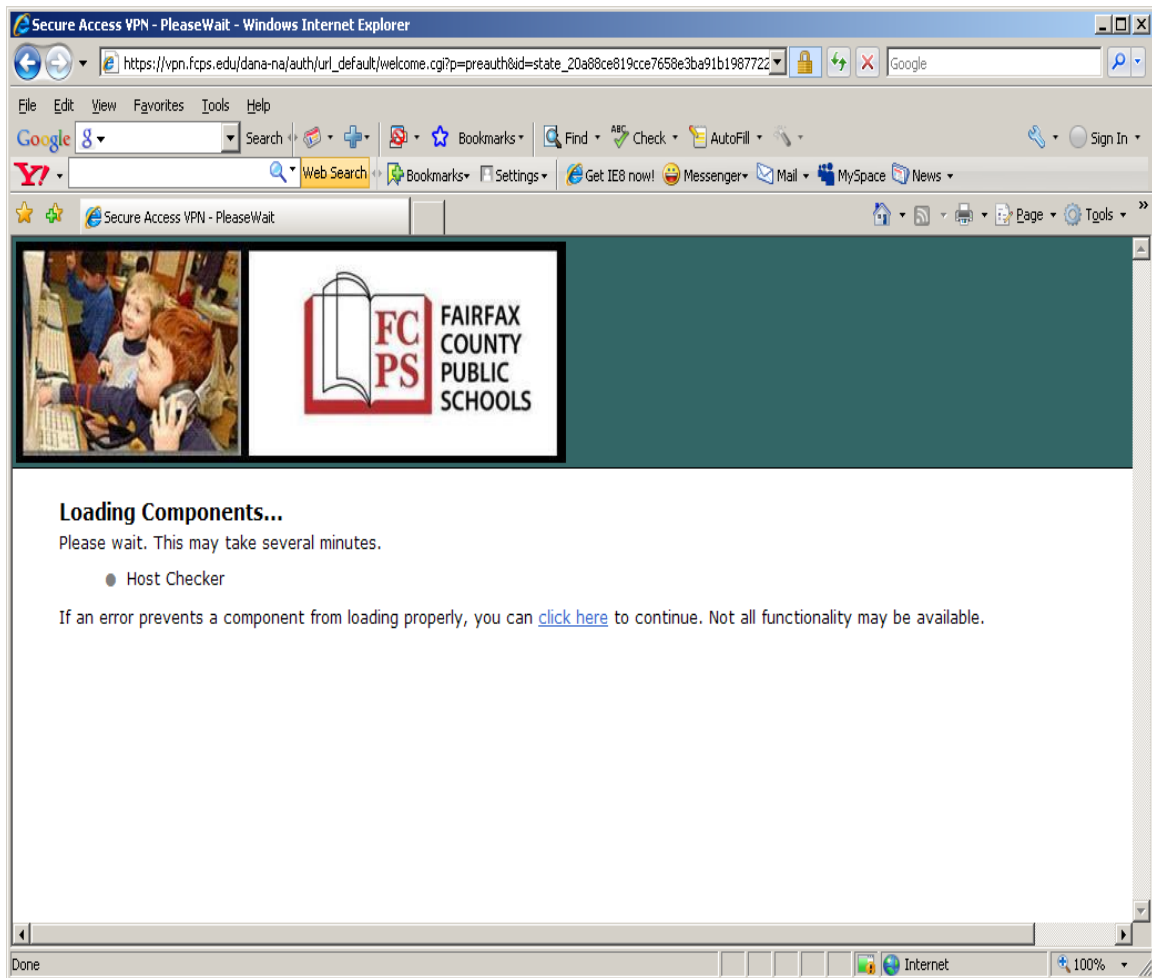 Secure Access VPN - PleaseWait - Windows Internet Explorer
https://vpn.fcps.edu/dana-na/auth/url_default/welcome.cgi?p=preauth&id=state_20a88ce819cce7658e3ba91b1987722
Google
File Edit View Favorites Tools Help
Google g Search Bookmarks Find ABC Check AutoFill Sign In
Y! Web Search Bookmarks Settings Get IE8 now! Messenger Mail MySpace News
Secure Access VPN - PleaseWait Page Tools »
FC
PS
FAIRFAX
COUNTY
PUBLIC
SCHOOLS
Loading Components...
Please wait. This may take several minutes.
Host Checker
If an error prevents a component from loading properly, you can click here to continue. Not all functionality may be available.
Done Internet 100%